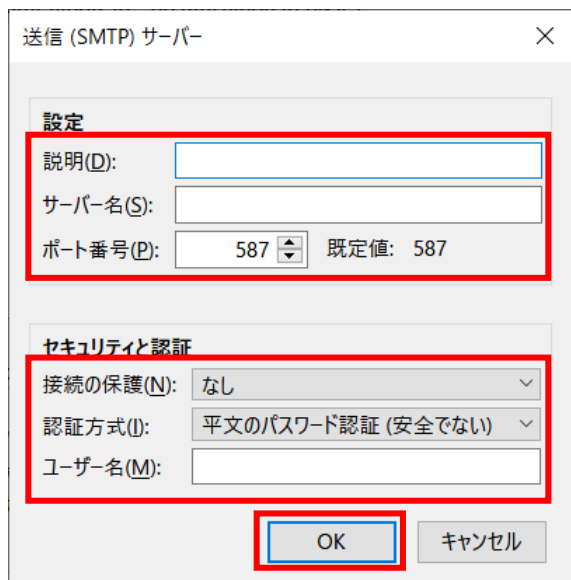 送信 (SMTP) サーバー
設定
説明(D):
サーバー名(S):
ポート番号(P): 587 既定値: 587
セキュリティと認証
接続の保護(N): なし
認証方式(I): 平文のパスワード認証 (安全でない)
ユーザー名(M):
OK キャンセル